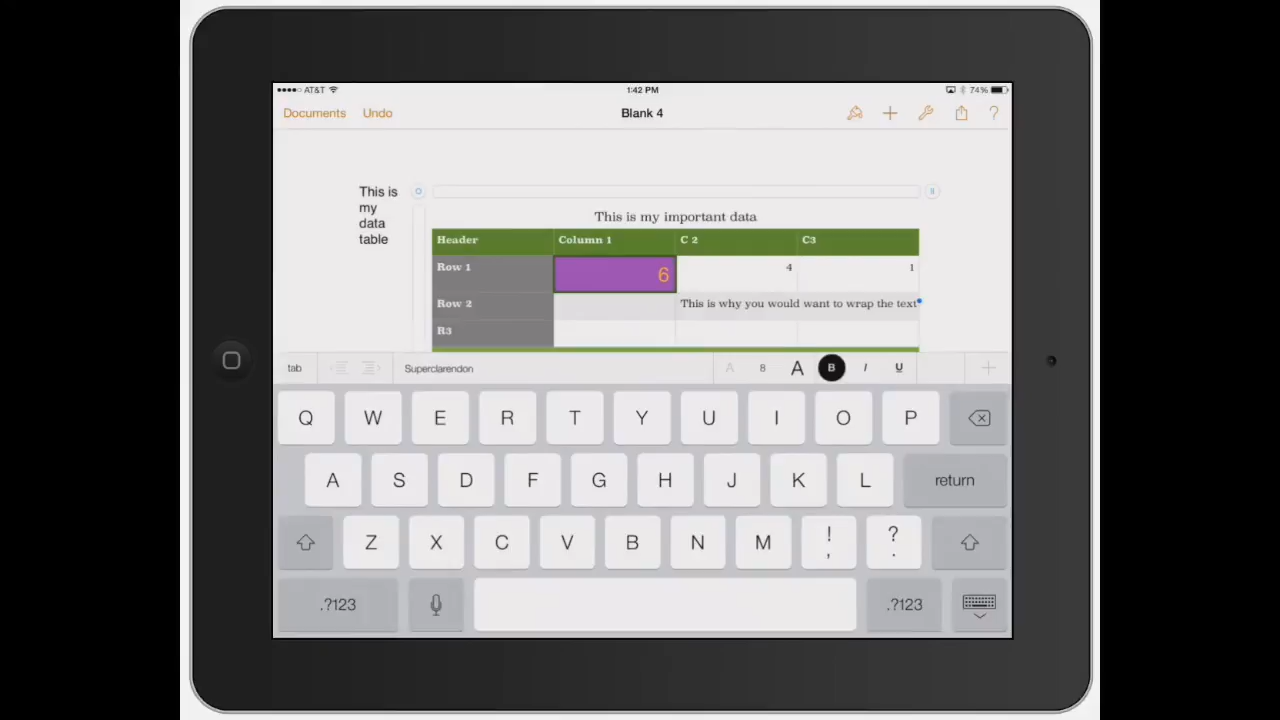 AT&T 1:42 PM 74%
Documents Undo Blank 4 ?
This is
my
data
table
This is my important data
Header Column 1 C 2 C3
Row 1 6 4 1
Row 2 This is why you would want to wrap the text
R3
tab Superclarendon A 8 A B I U
Q W E R T Y U I O P
A S D F G H J K L return
Z X C V B N M ! , ? .
.?123 .?123